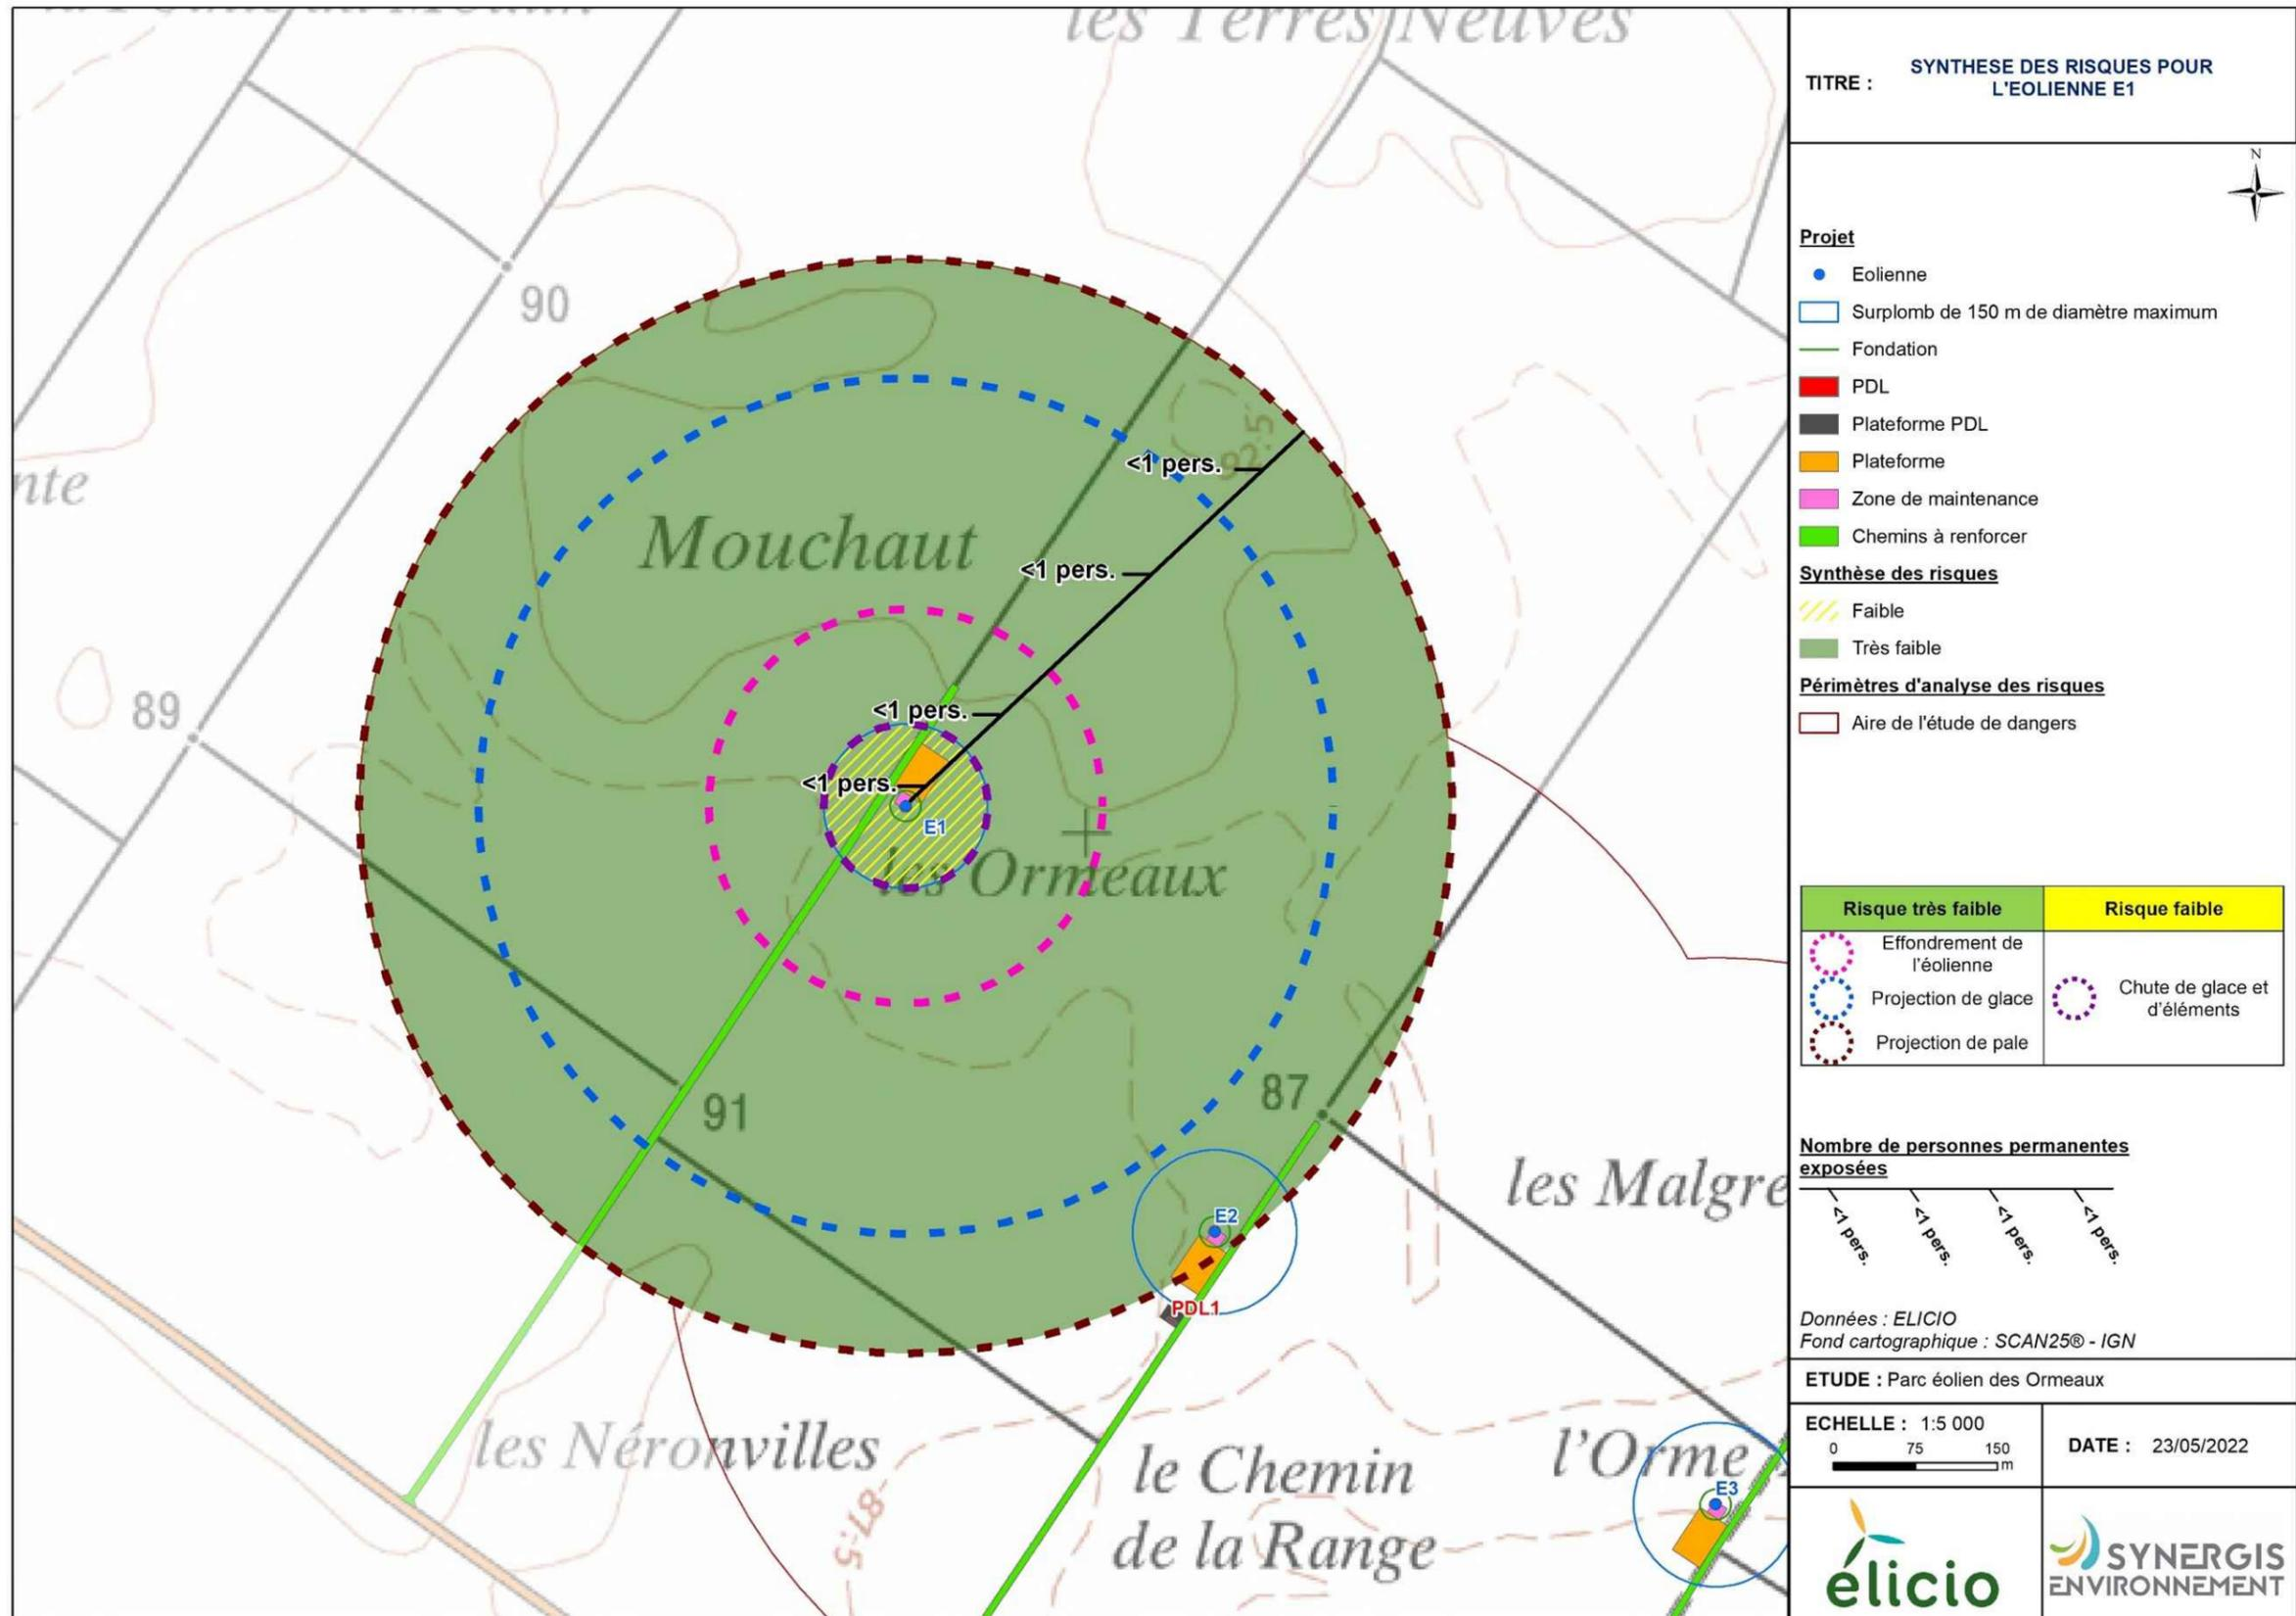 les Terres Neuves
90
92.5
<1 pers.
<1 pers.
nte
Mouchaut
89
<1 pers.
<1 pers.
E1
les Ormeaux
91
87
les Malgre
E2
PDL1
les Néronvilles
le Chemin
de la Range
l'Orme
E3
87.5
TITRE :
SYNTHESE DES RISQUES POUR
L'EOLIENNE E1
N
Projet
Eolienne
Surplomb de 150 m de diamètre maximum
Fondation
PDL
Plateforme PDL
Plateforme
Zone de maintenance
Chemins à renforcer
Synthèse des risques
Faible
Très faible
Périmètres d'analyse des risques
Aire de l'étude de dangers
Risque très faible
Risque faible
Effondrement de
l'éolienne
Projection de glace
Projection de pale
Chute de glace et
d'éléments
Nombre de personnes permanentes
exposées
<1 pers.
<1 pers.
<1 pers.
<1 pers.
Données : ELICIO
Fond cartographique : SCAN25® - IGN
ETUDE : Parc éolien des Ormeaux
ECHELLE : 1:5 000
0 75 150
m
DATE : 23/05/2022
élicio
SYNERGIS
ENVIRONNEMENT